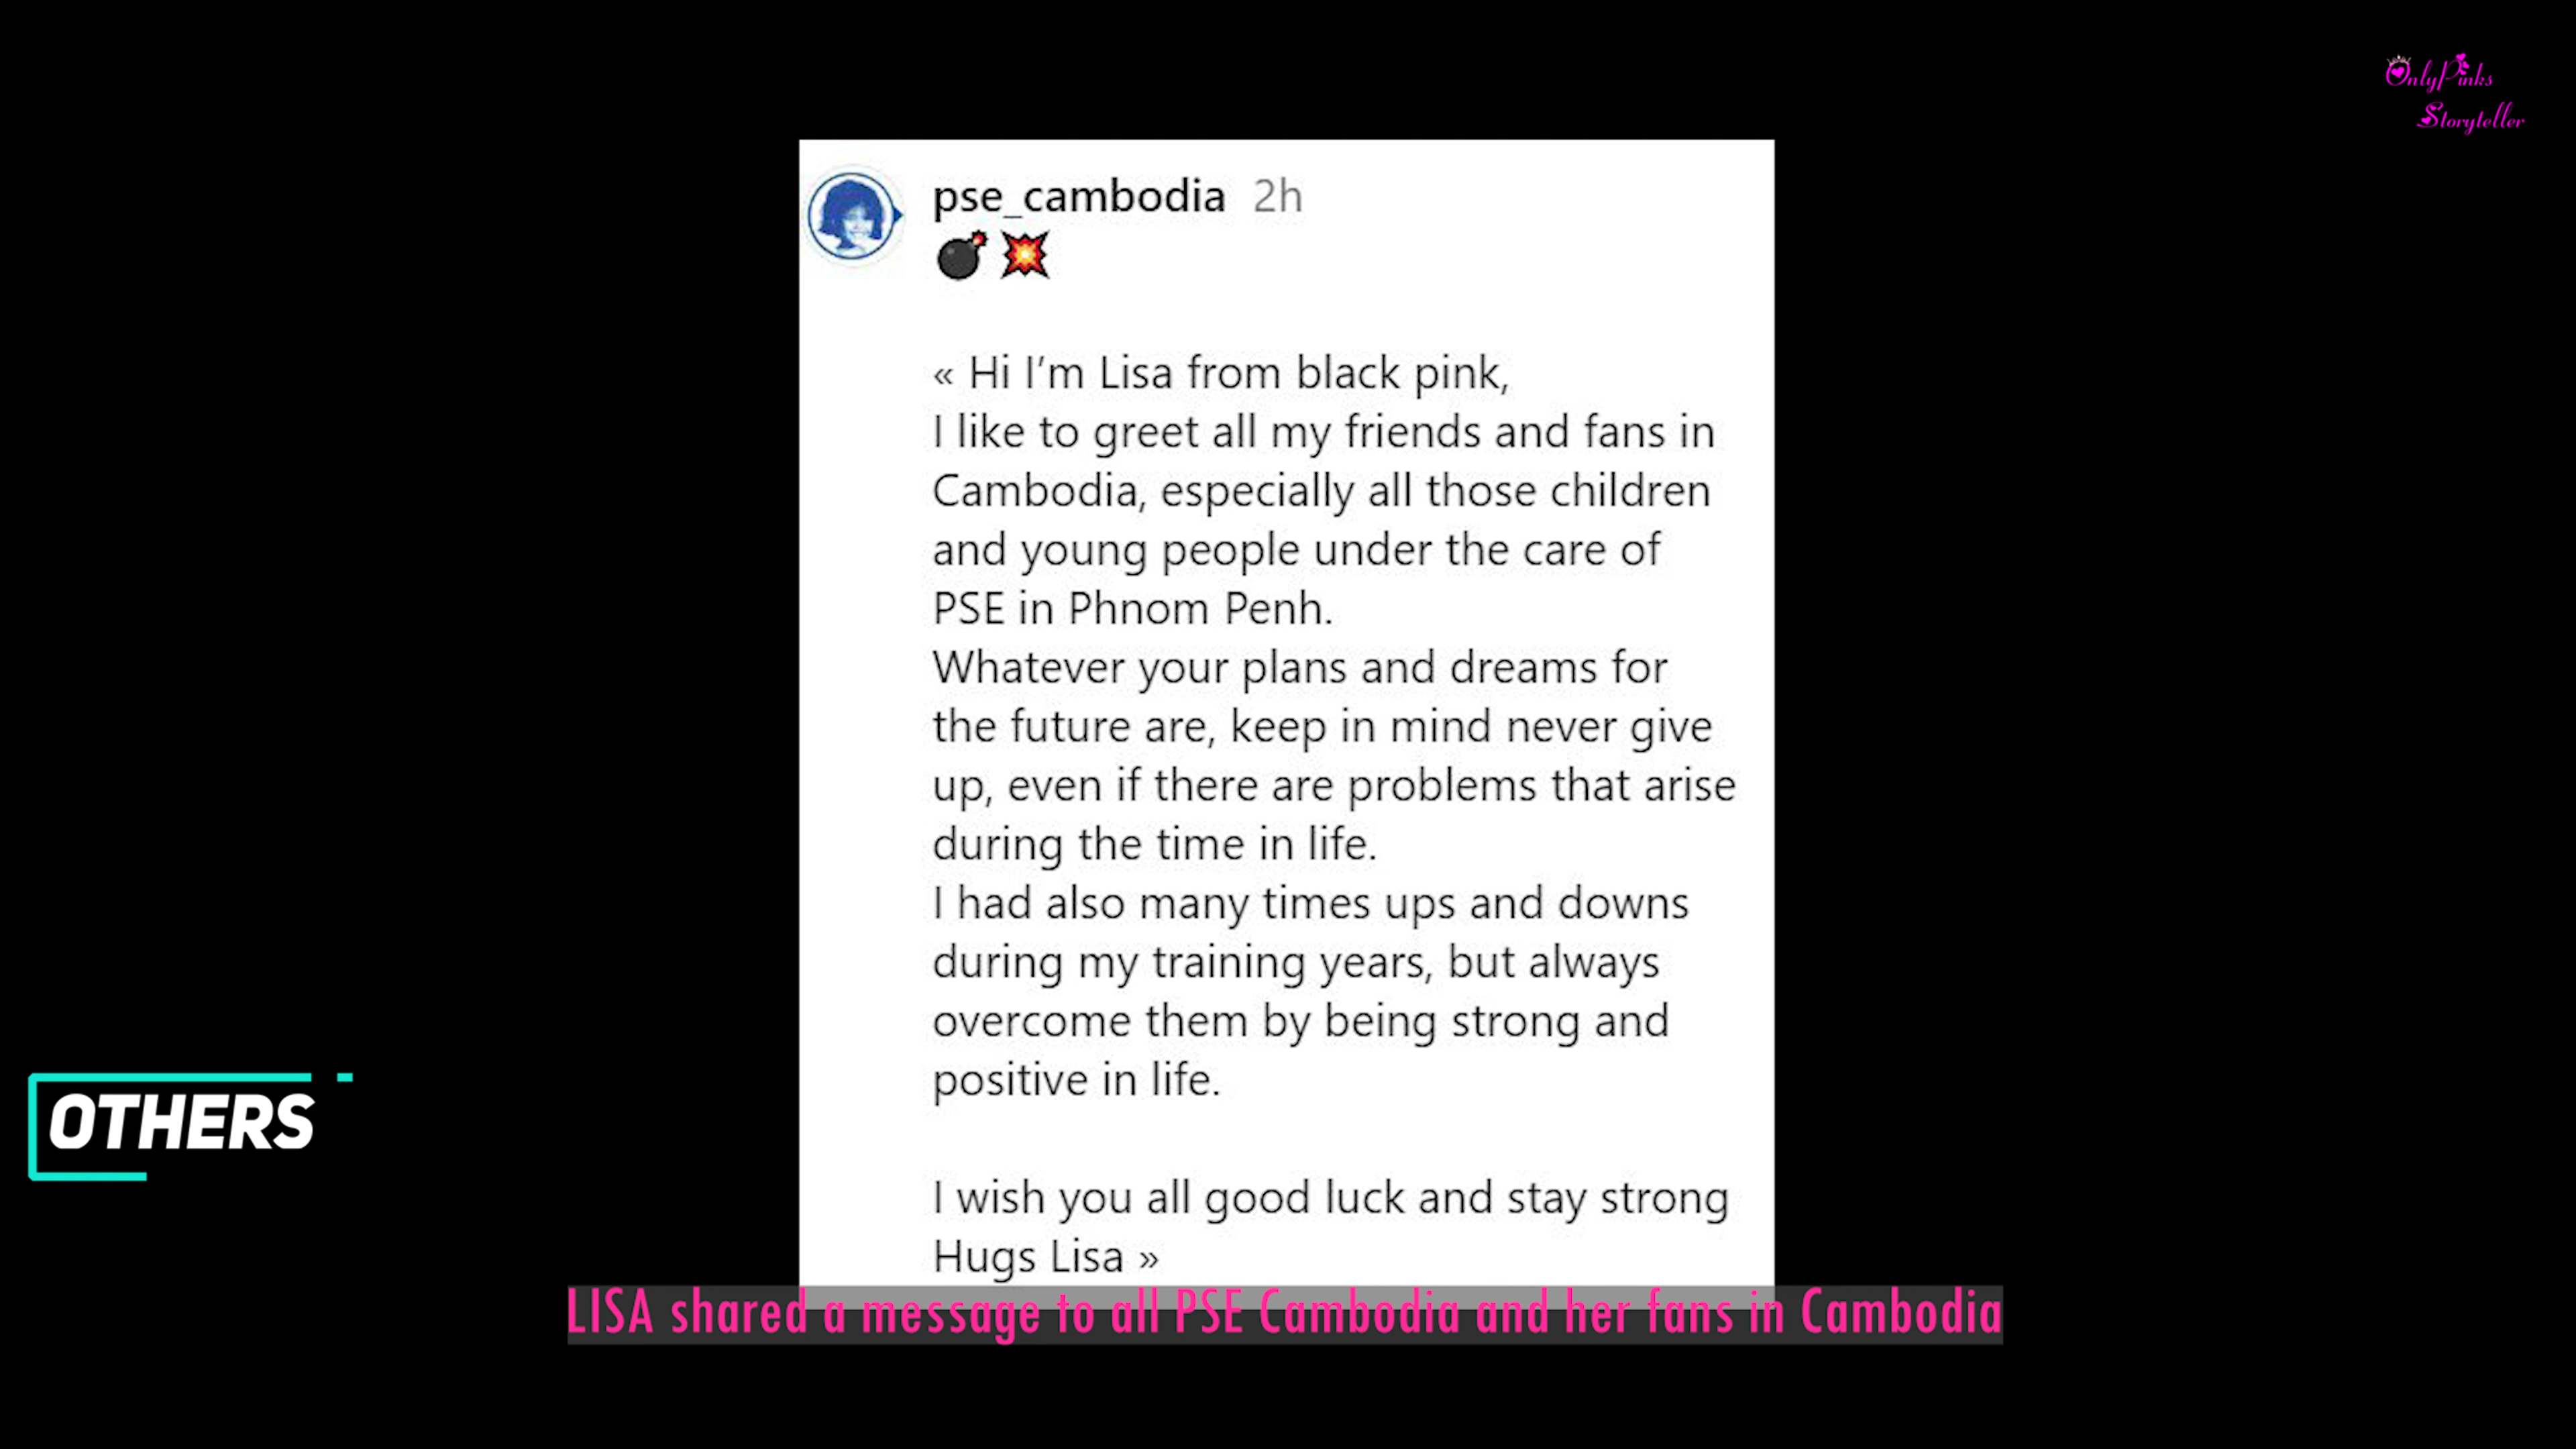 OnlyPinks
Storyteller
pse_cambodia 2h
💣 💥
« Hi I’m Lisa from black pink,
I like to greet all my friends and fans in
Cambodia, especially all those children
and young people under the care of
PSE in Phnom Penh.
Whatever your plans and dreams for
the future are, keep in mind never give
up, even if there are problems that arise
during the time in life.
I had also many times ups and downs
during my training years, but always
overcome them by being strong and
positive in life.
I wish you all good luck and stay strong
Hugs Lisa »
OTHERS
LISA shared a message to all PSE Cambodia and her fans in Cambodia